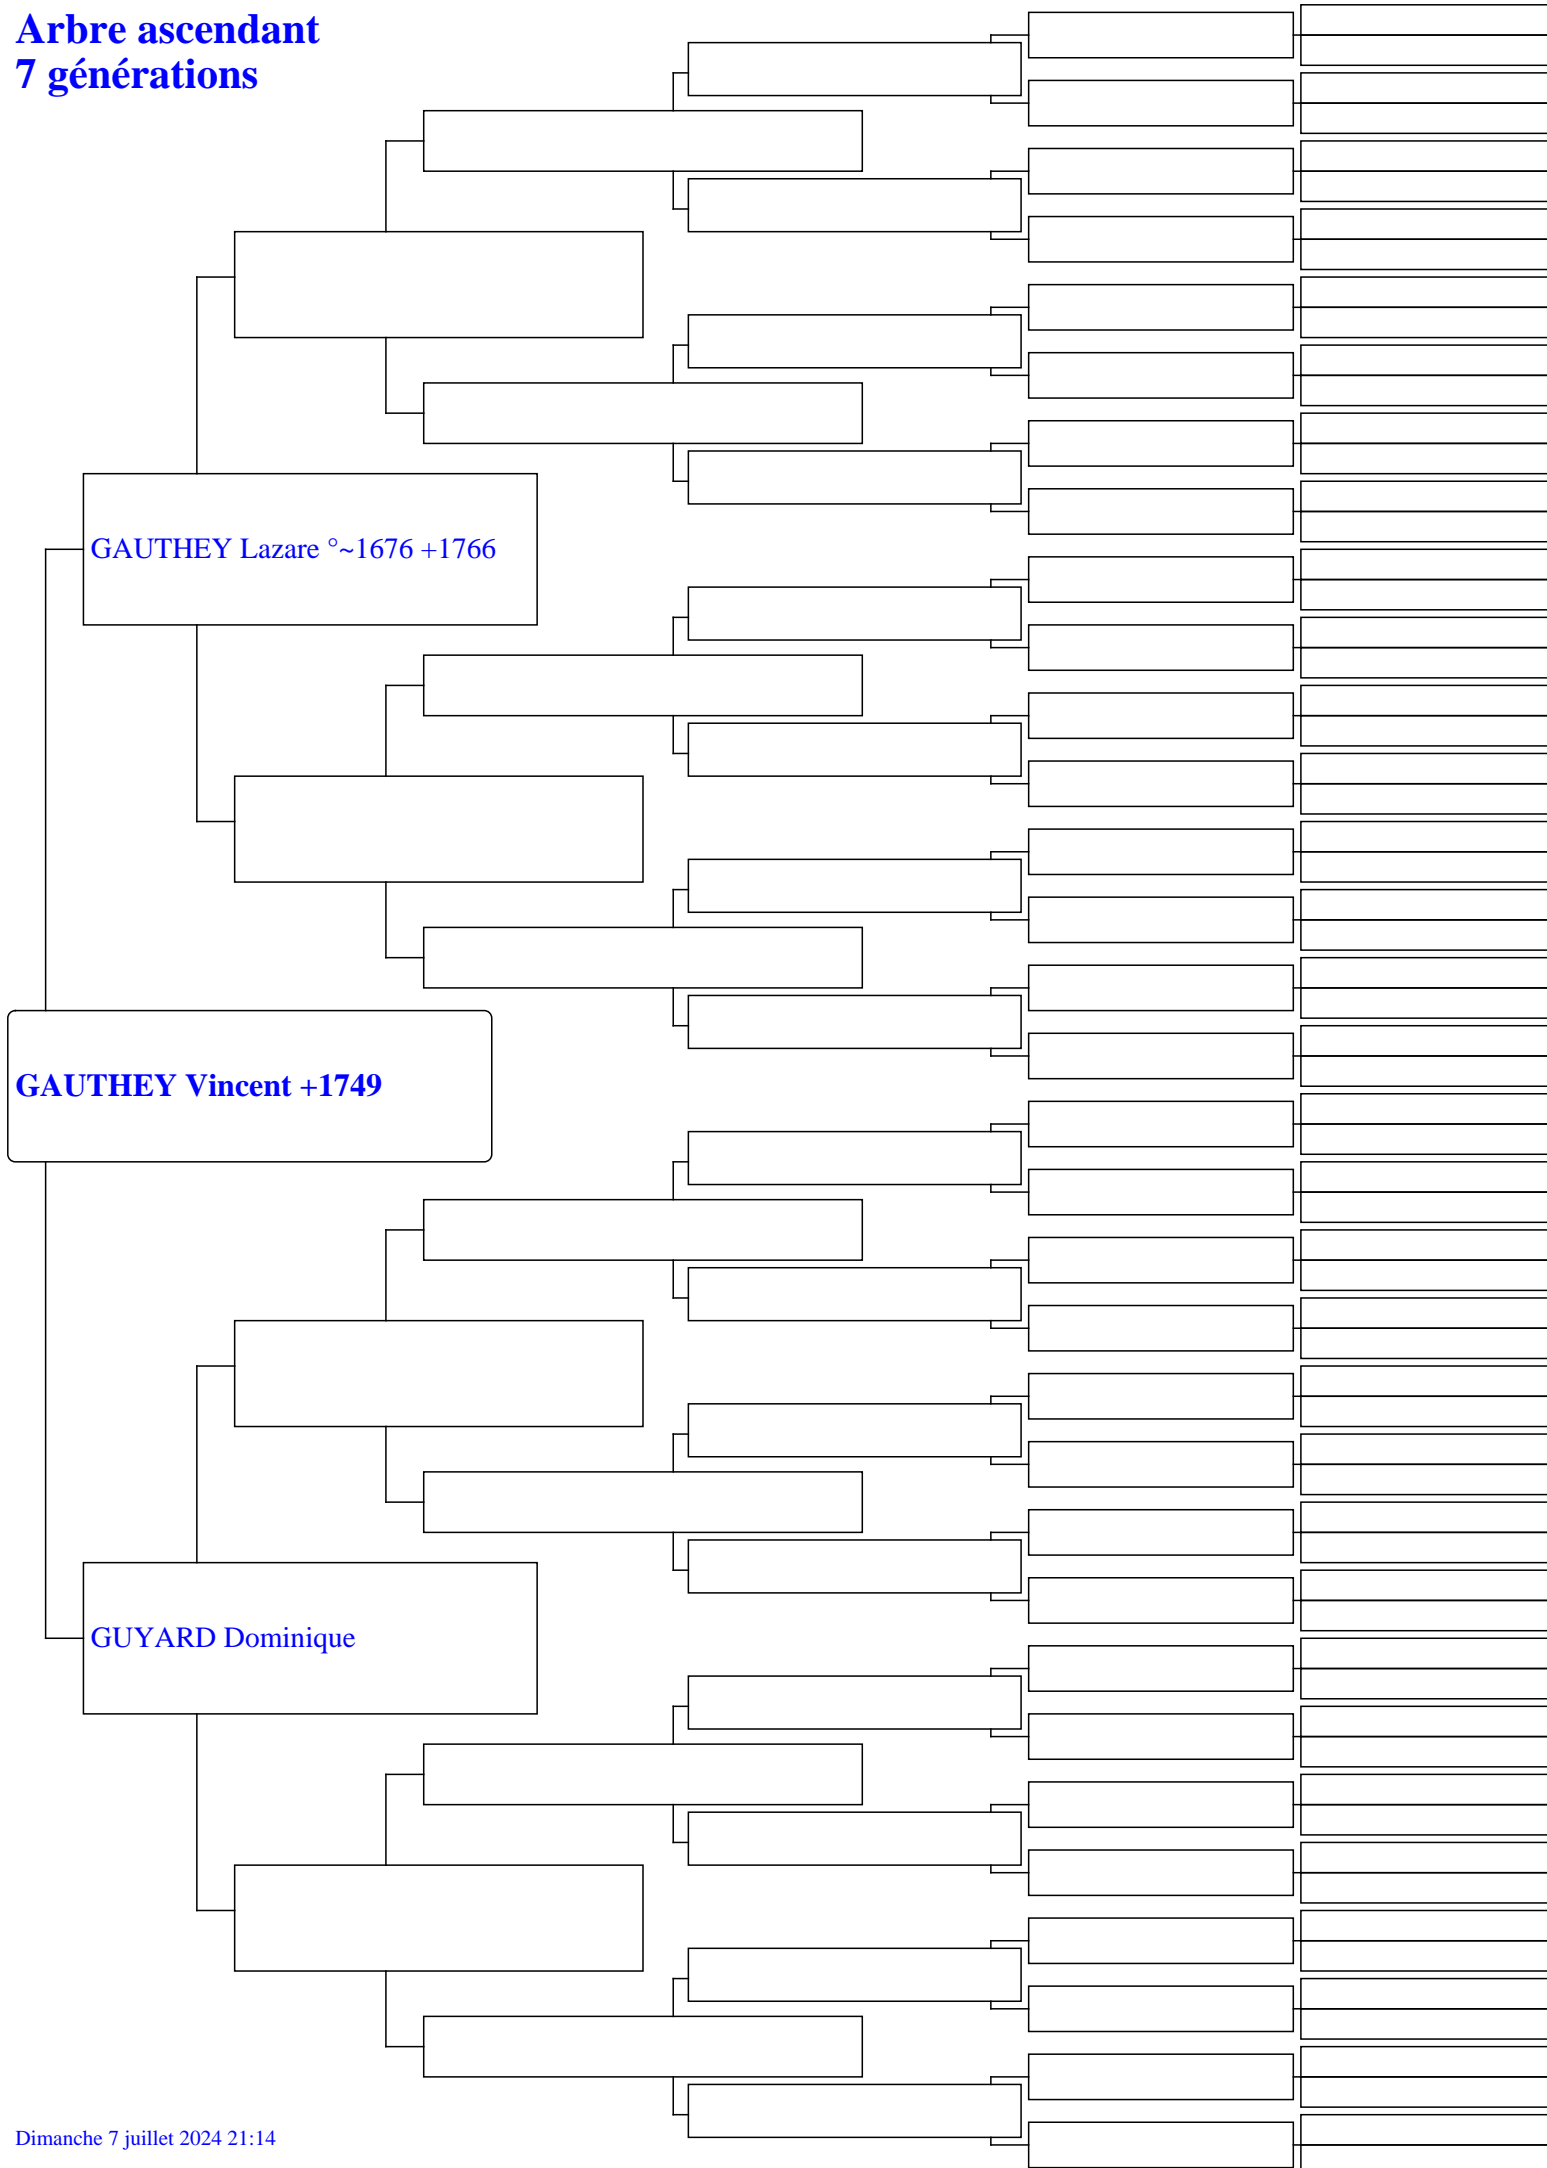 Arbre ascendant
7 générations
GAUTHEY Lazare °~1676 +1766
GAUTHEY Vincent +1749
GUYARD Dominique
Dimanche 7 juillet 2024 21:14